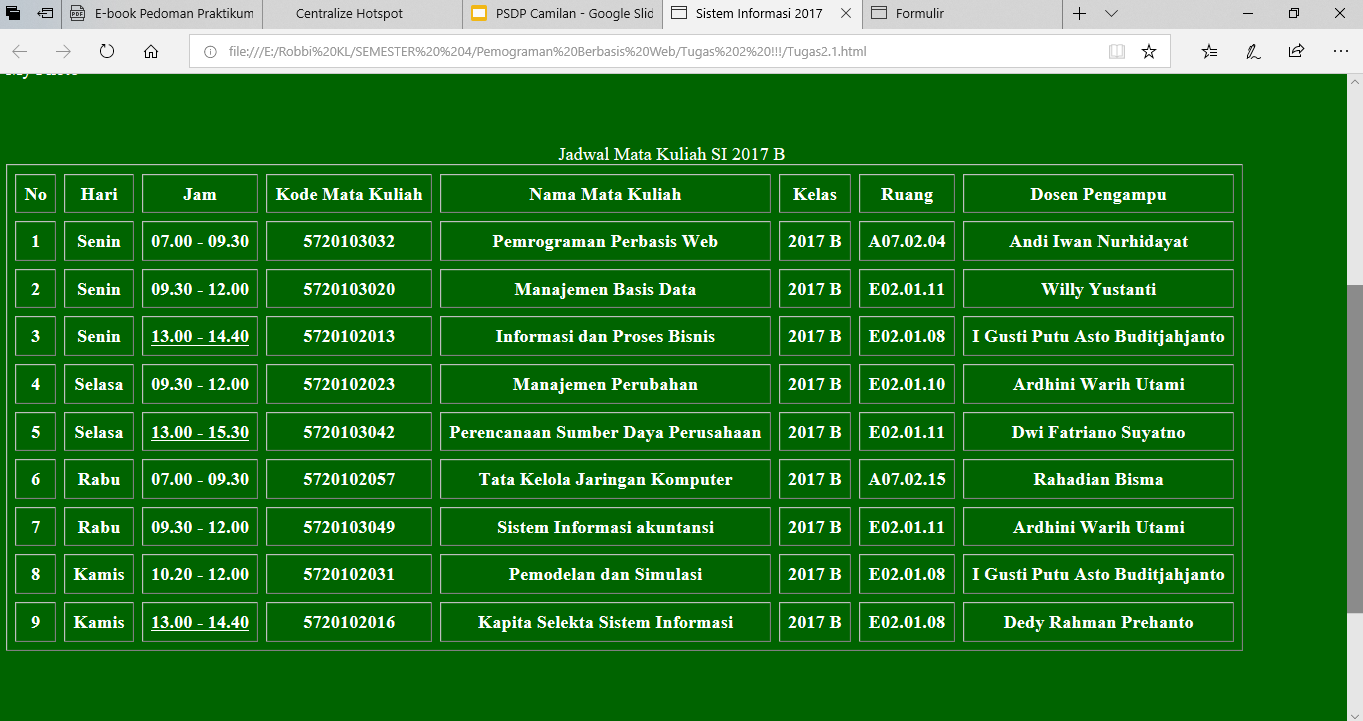 E-book Pedoman Praktikum
Centralize Hotspot
PSDP Camilan - Google Slid
Sistem Informasi 2017
Formulir
file:///E:/Robbi%20KL/SEMESTER%20%204/Pemograman%20Berbasis%20Web/Tugas%202%20!!!/Tugas2.1.html
Jadwal Mata Kuliah SI 2017 B
No Hari Jam Kode Mata Kuliah Nama Mata Kuliah Kelas Ruang Dosen Pengampu
1 Senin 07.00 - 09.30 5720103032 Pemrograman Perbasis Web 2017 B A07.02.04 Andi Iwan Nurhidayat
2 Senin 09.30 - 12.00 5720103020 Manajemen Basis Data 2017 B E02.01.11 Willy Yustanti
3 Senin 13.00 - 14.40 5720102013 Informasi dan Proses Bisnis 2017 B E02.01.08 I Gusti Putu Asto Buditjahjanto
4 Selasa 09.30 - 12.00 5720102023 Manajemen Perubahan 2017 B E02.01.10 Ardhini Warih Utami
5 Selasa 13.00 - 15.30 5720103042 Perencanaan Sumber Daya Perusahaan 2017 B E02.01.11 Dwi Fatriano Suyatno
6 Rabu 07.00 - 09.30 5720102057 Tata Kelola Jaringan Komputer 2017 B A07.02.15 Rahadian Bisma
7 Rabu 09.30 - 12.00 5720103049 Sistem Informasi akuntansi 2017 B E02.01.11 Ardhini Warih Utami
8 Kamis 10.20 - 12.00 5720102031 Pemodelan dan Simulasi 2017 B E02.01.08 I Gusti Putu Asto Buditjahjanto
9 Kamis 13.00 - 14.40 5720102016 Kapita Selekta Sistem Informasi 2017 B E02.01.08 Dedy Rahman Prehanto